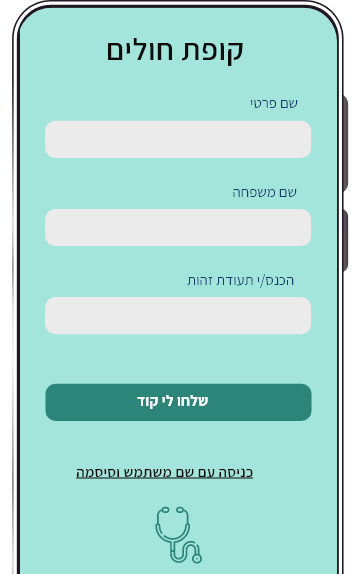 קופת חולים
שם פרטי
שם משפחה
הכנס/י תעודת זהות
שלחו לי קוד
כניסה עם שם משתמש וסיסמה